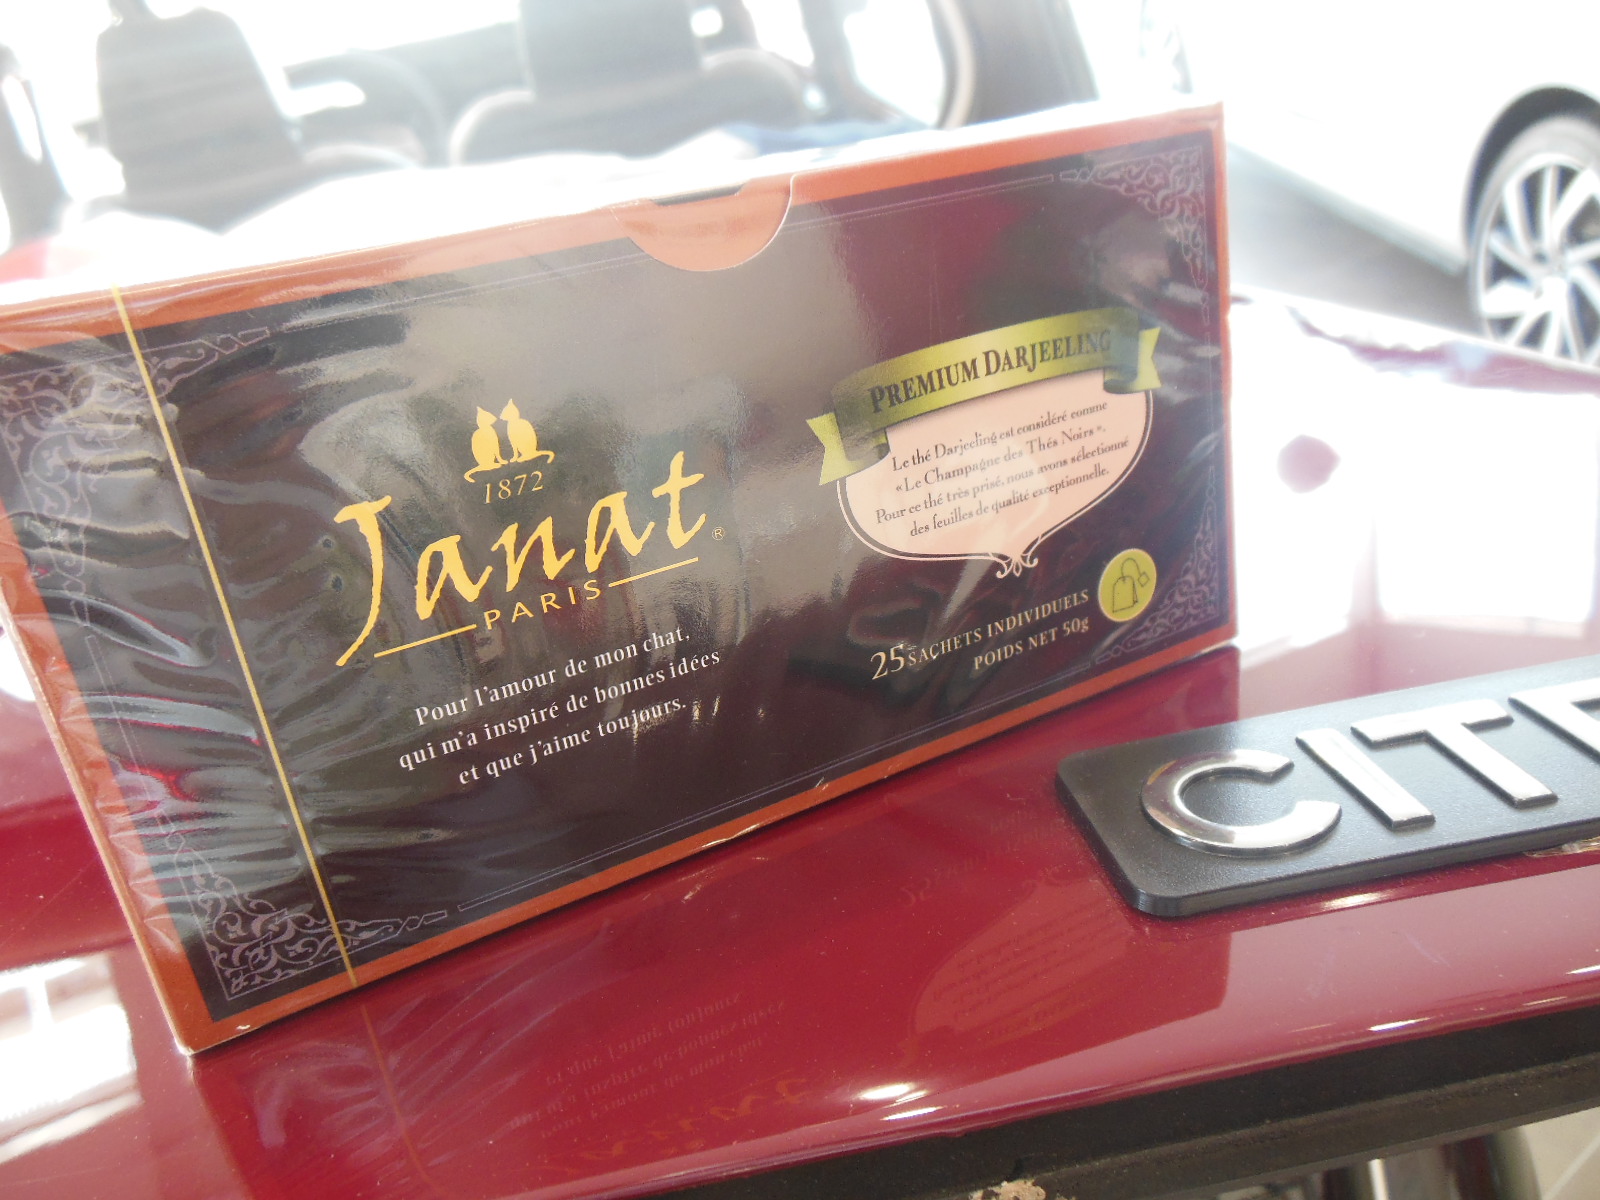 1872
Janat®
PARIS
Pour l'amour de mon chat,
qui m'a inspiré de bonnes idées
et que j'aime toujours.
PREMIUM DARJEELING
Le thé Darjeeling est considéré comme
«Le Champagne des Thés Noirs».
Pour ce thé très prisé, nous avons sélectionné
des feuilles de qualité exceptionnelle.
25 SACHETS INDIVIDUELS
POIDS NET 50g
CIT